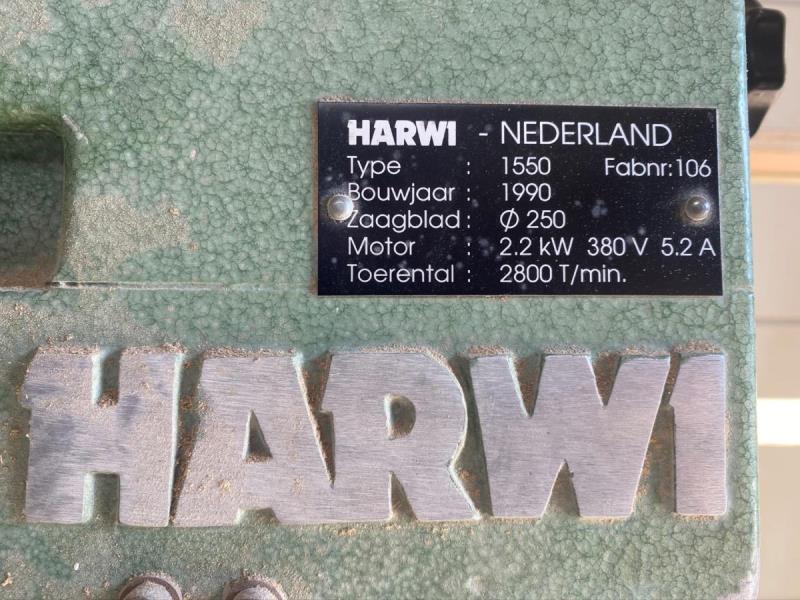 HARWI - NEDERLAND
Type : 1550 Fabnr:106
Bouwjaar : 1990
Zaagblad : Ø 250
Motor : 2.2 kW 380 V 5.2 A
Toerental : 2800 T/min.
HARWI